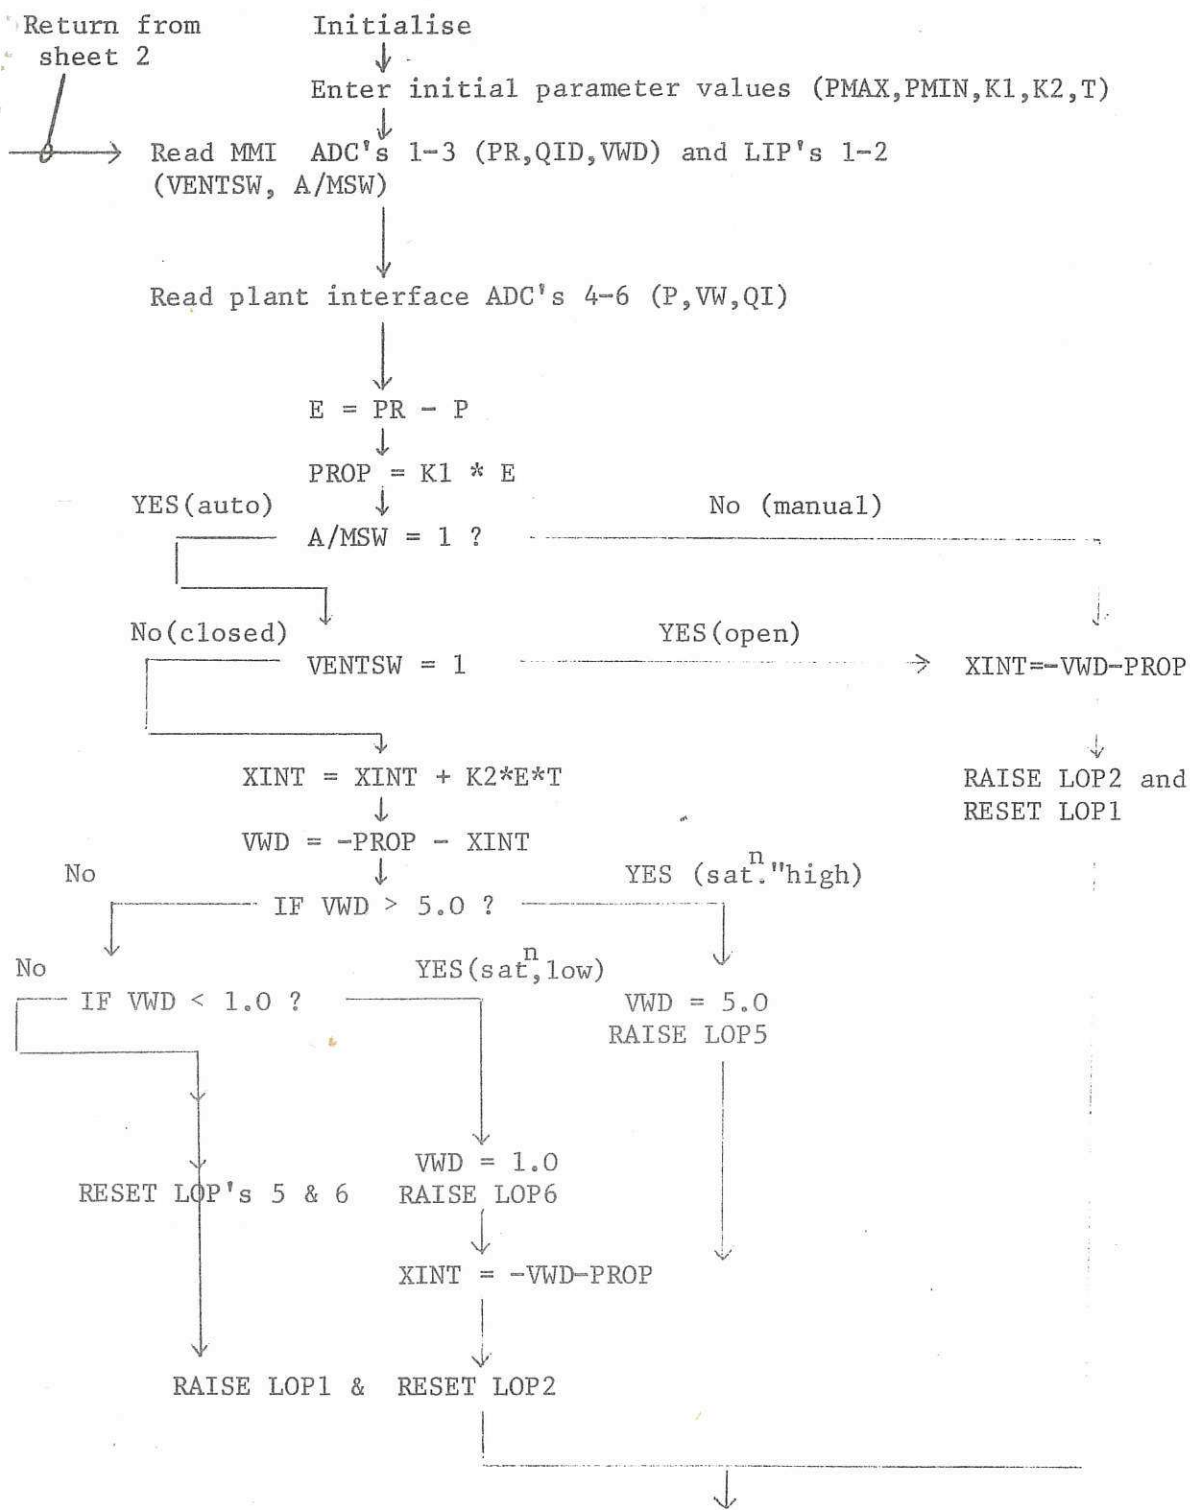 Return from
sheet 2
Initialise
Enter initial parameter values (PMAX,PMIN,K1,K2,T)
Read MMI ADC's 1-3 (PR,QID,VWD) and LIP's 1-2
(VENTSW, A/MSW)
Read plant interface ADC's 4-6 (P,VW,QI)
E = PR - P
PROP = K1 * E
YES(auto)
No (manual)
A/MSW = 1 ?
No(closed)
YES(open)
VENTSW = 1
XINT=-VWD-PROP
XINT = XINT + K2*E*T
RAISE LOP2 and
RESET LOP1
VWD = -PROP - XINT
No
YES (satⁿ."high)
IF VWD > 5.0 ?
No
YES(satⁿ,low)
IF VWD < 1.0 ?
VWD = 5.0
RAISE LOP5
VWD = 1.0
RESET LOP's 5 & 6
RAISE LOP6
XINT = -VWD-PROP
RAISE LOP1 & RESET LOP2